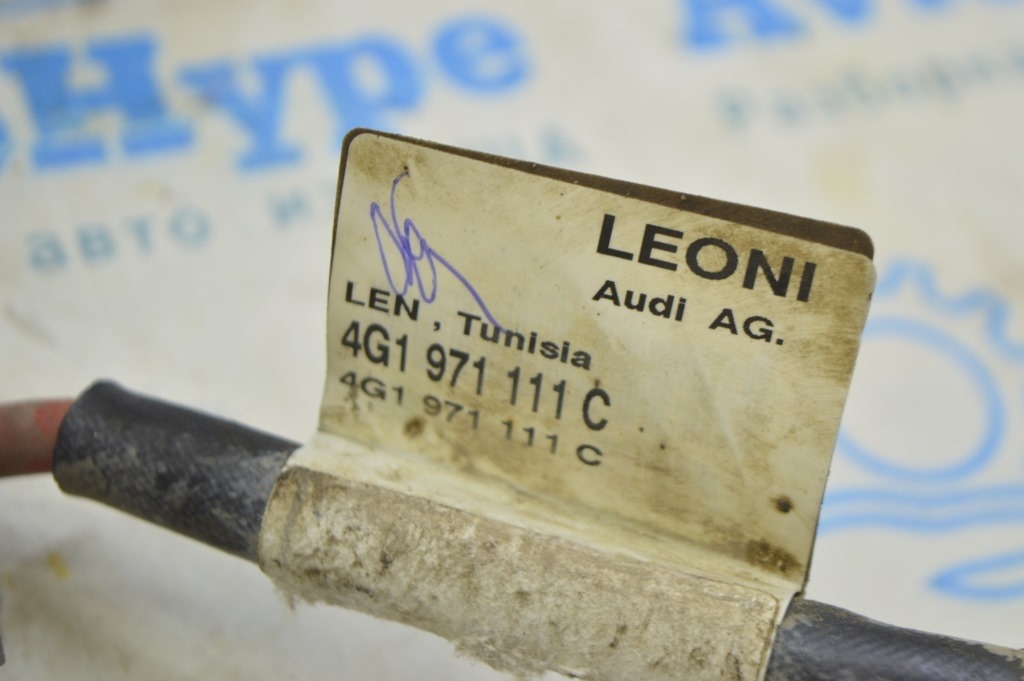 Hype
авто и
LEONI
Audi AG.
LEN , Tunisia
4G1 971 111 C
4G1 971 111 C